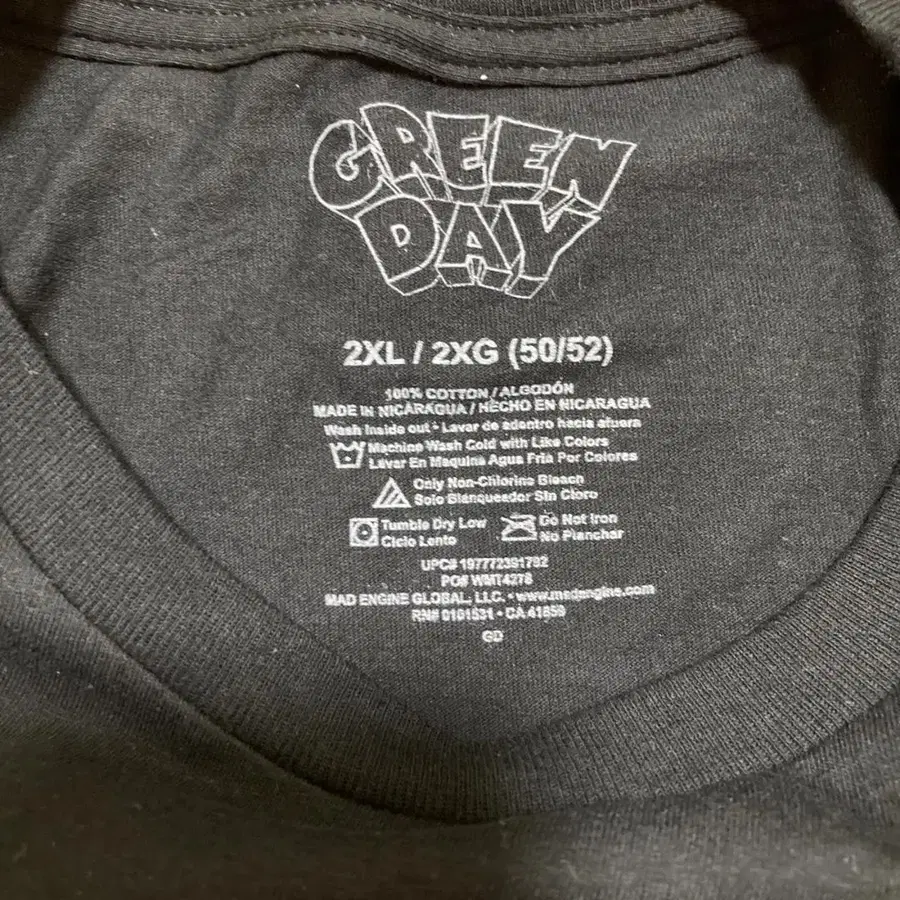 GREEN
DAY
2XL / 2XG (50/52)
100% COTTON / ALGODÓN
MADE IN NICARAGUA / HECHO EN NICARAGUA
Wash Inside out • Lavar de adentro hacia afuera
Machine Wash Cold with Like Colors
Lavar En Maquina Agua Fria Por Colores
Only Non-Chlorine Bleach
Solo Blanqueador Sin Cloro
Tumble Dry Low
Ciclo Lento
Do Not Iron
No Planchar
UPC# 197772391792
PO# WMT4278
MAD ENGINE GLOBAL, LLC. • www.madengine.com
RN# 0101531 • CA 41859
GD